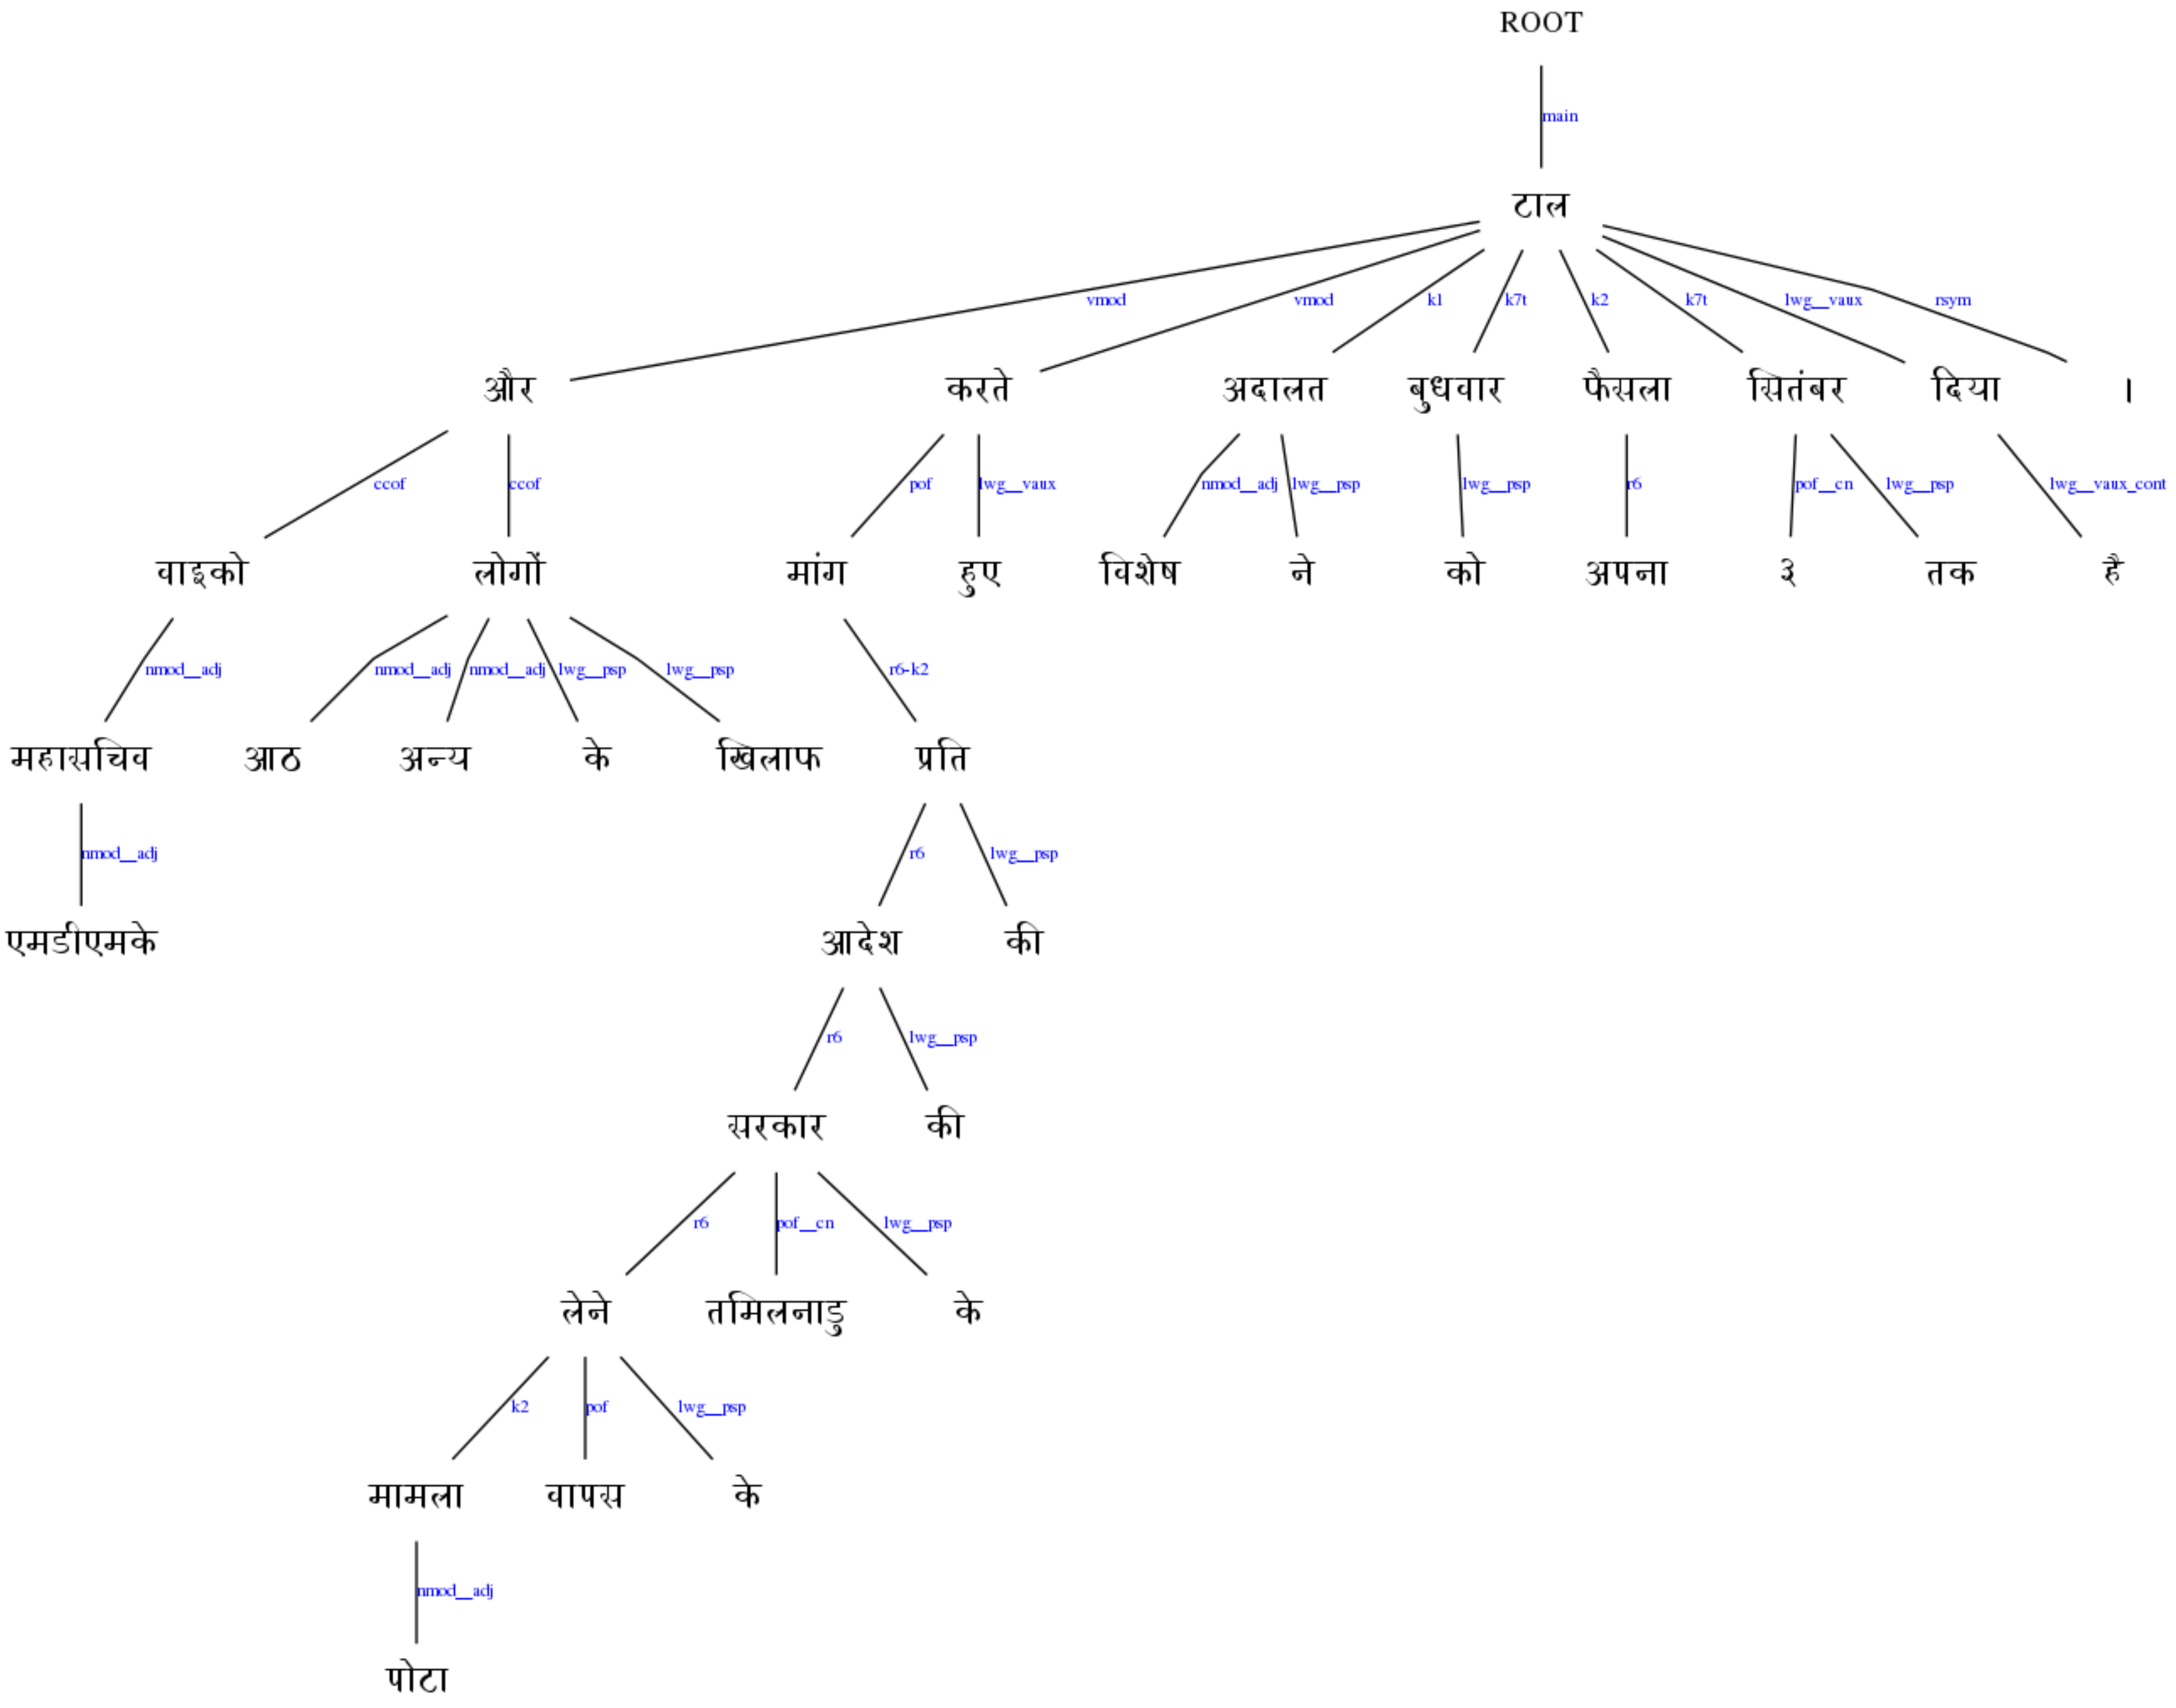 ROOT
main
टाल
vmod vmod k1 k7t k2 k7t lwg__vaux rsym
और करते अदालत बुधवार फैसला सितंबर दिया ।
ccof ccof pof lwg__vaux nmod__adj lwg__psp lwg__psp r6 pof__cn lwg__psp lwg__vaux_cont
वाइको लोगों मांग हुए विशेष ने को अपना ३ तक है
nmod__adj nmod__adj nmod__adj lwg__psp lwg__psp r6-k2
महासचिव आठ अन्य के खिलाफ प्रति
nmod__adj r6 lwg__psp
एमडीएमके आदेश की
r6 lwg__psp
सरकार की
r6 pof__cn lwg__psp
लेने तमिलनाडु के
k2 pof lwg__psp
मामला वापस के
nmod__adj
पोटा